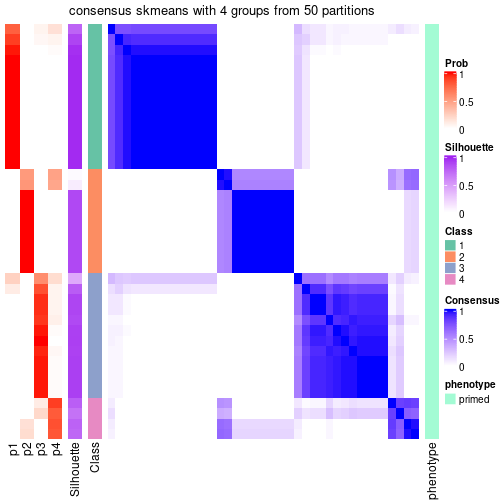 consensus skmeans with 4 groups from 50 partitions
Prob
1
0.5
0
Silhouette
1
0.5
0
Class
1
2
3
4
Consensus
1
0.5
0
phenotype
primed
p1
p2
p3
p4
Silhouette
Class
phenotype